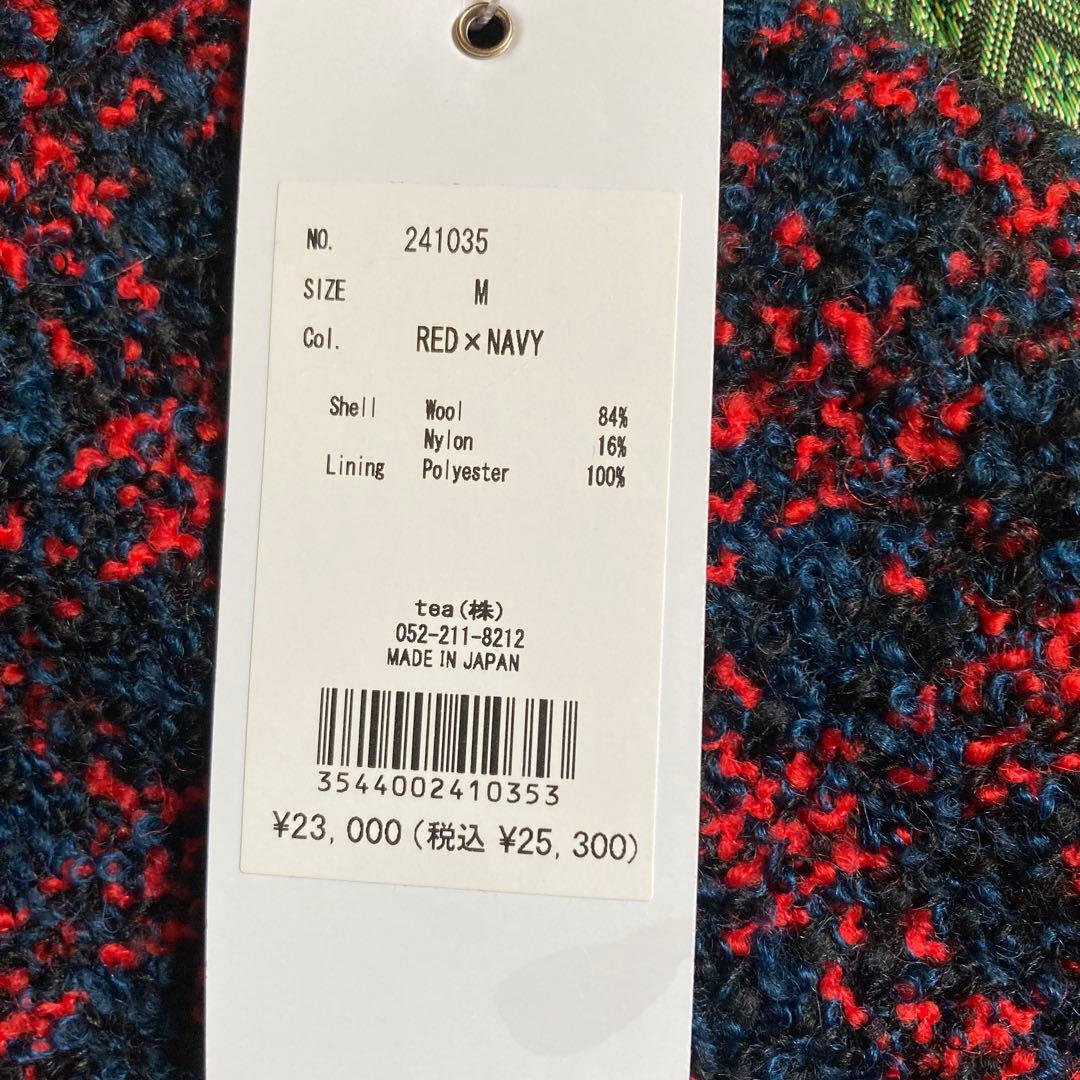 NO. 241035
SIZE M
Col. RED×NAVY
Shell Wool 84%
Nylon 16%
Lining Polyester 100%
tea(株)
052-211-8212
MADE IN JAPAN
3544002410353
¥23,000(税込 ¥25,300)